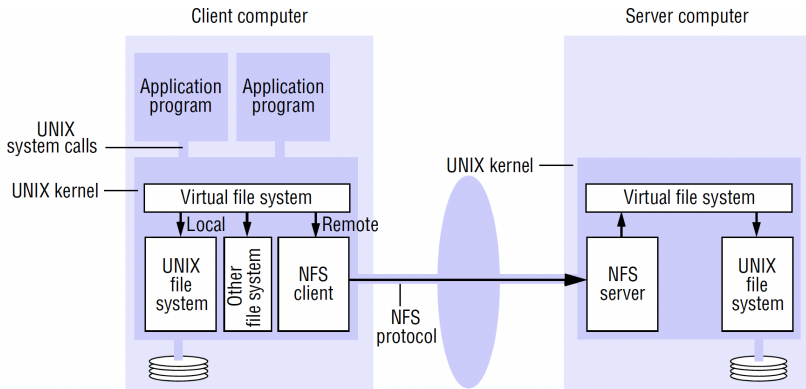 Client computer
Server computer
Application
program
Application
program
UNIX
system calls
UNIX kernel
UNIX kernel
Virtual file system
Virtual file system
Local
Remote
UNIX
file
system
Other
file system
NFS
client
NFS
server
UNIX
file
system
NFS
protocol